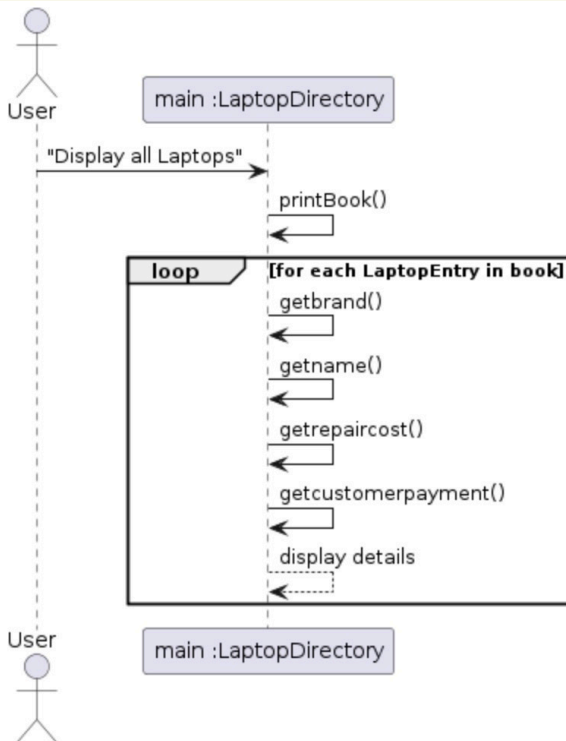 User
main :LaptopDirectory
"Display all Laptops"
printBook()
loop [for each LaptopEntry in book]
getbrand()
getname()
getrepaircost()
getcustomerpayment()
display details
User
main :LaptopDirectory